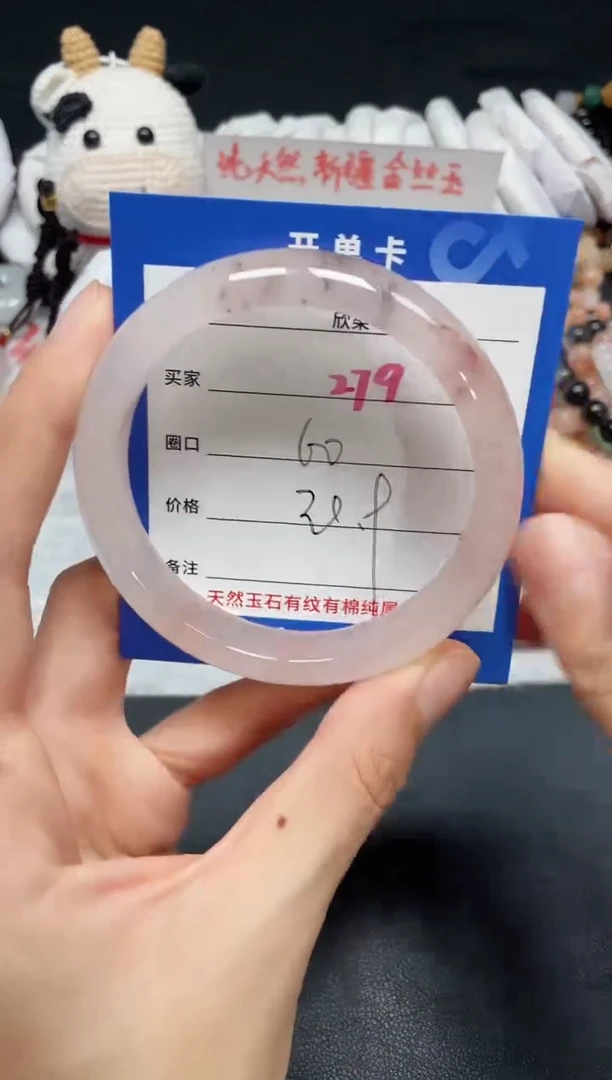 纯天然,新疆金丝玉
开单卡
欣荣
买家 279
圈口 60
价格
备注
天然玉石有纹有棉纯属